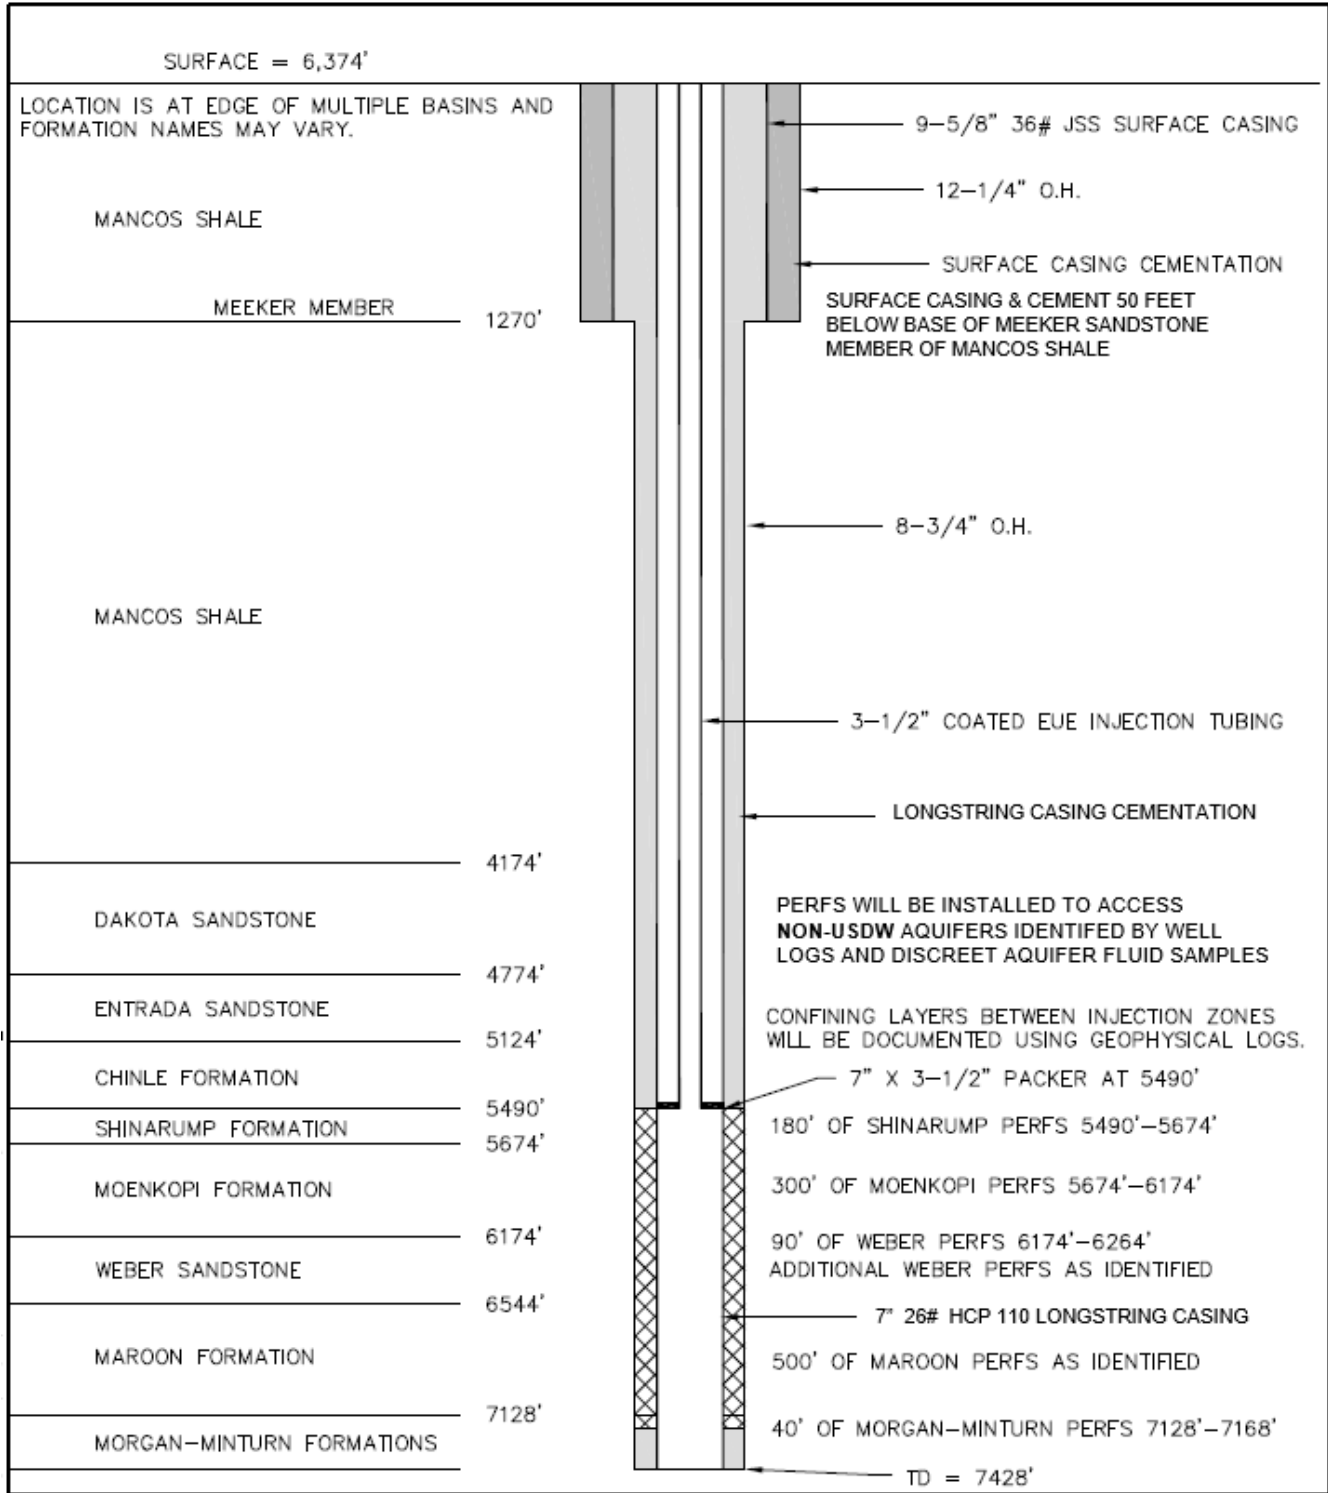 SURFACE = 6,374'
LOCATION IS AT EDGE OF MULTIPLE BASINS AND
FORMATION NAMES MAY VARY.
9-5/8" 36# JSS SURFACE CASING
12-1/4" O.H.
MANCOS SHALE
SURFACE CASING CEMENTATION
MEEKER MEMBER
1270'
SURFACE CASING & CEMENT 50 FEET
BELOW BASE OF MEEKER SANDSTONE
MEMBER OF MANCOS SHALE
8-3/4" O.H.
MANCOS SHALE
3-1/2" COATED EUE INJECTION TUBING
LONGSTRING CASING CEMENTATION
4174'
DAKOTA SANDSTONE
PERFS WILL BE INSTALLED TO ACCESS
NON-USDW AQUIFERS IDENTIFED BY WELL
LOGS AND DISCREET AQUIFER FLUID SAMPLES
4774'
ENTRADA SANDSTONE
CONFINING LAYERS BETWEEN INJECTION ZONES
WILL BE DOCUMENTED USING GEOPHYSICAL LOGS.
5124'
CHINLE FORMATION
7" X 3-1/2" PACKER AT 5490'
5490'
SHINARUMP FORMATION
180' OF SHINARUMP PERFS 5490'-5674'
5674'
MOENKOPI FORMATION
300' OF MOENKOPI PERFS 5674'-6174'
6174'
90' OF WEBER PERFS 6174'-6264'
WEBER SANDSTONE
ADDITIONAL WEBER PERFS AS IDENTIFIED
6544'
7" 26# HCP 110 LONGSTRING CASING
MAROON FORMATION
500' OF MAROON PERFS AS IDENTIFIED
7128'
40' OF MORGAN-MINTURN PERFS 7128'-7168'
MORGAN-MINTURN FORMATIONS
TD = 7428'